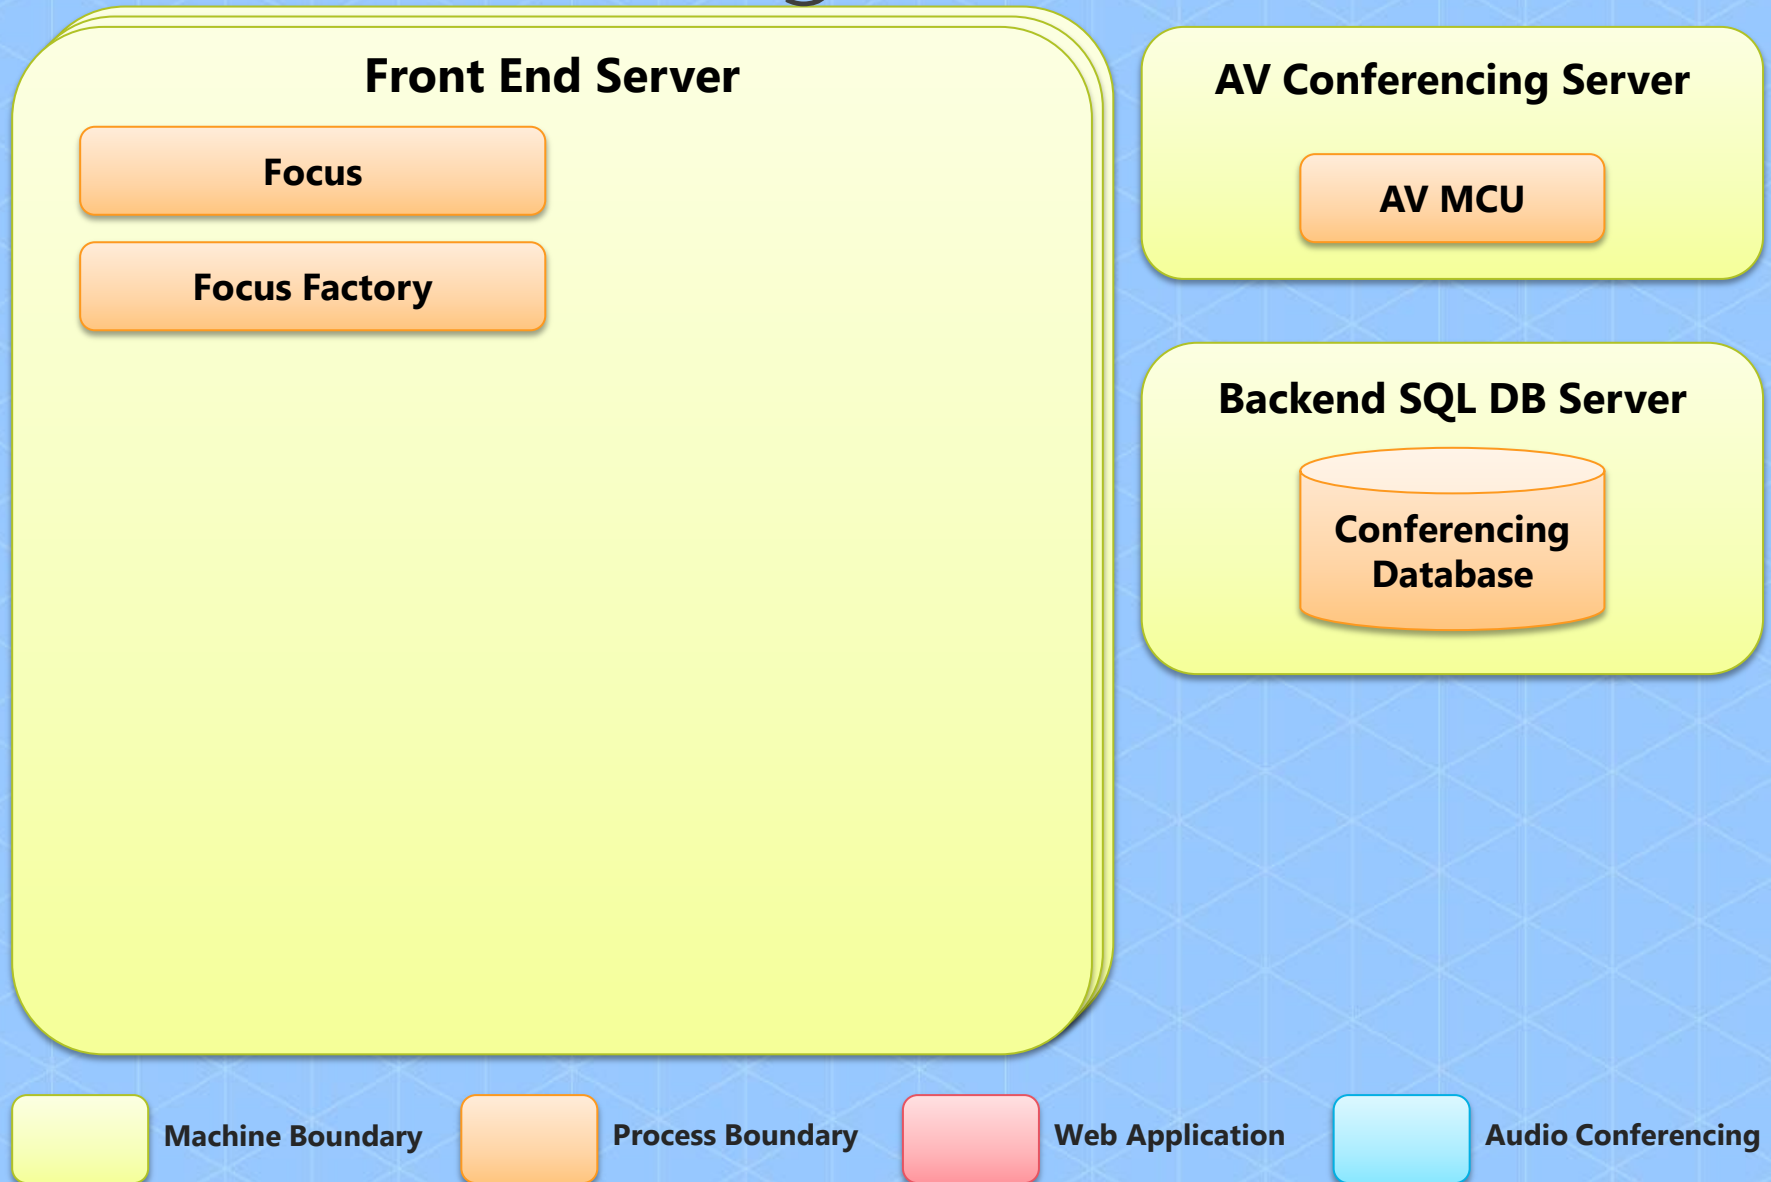 Front End Server
Focus
Focus Factory
AV Conferencing Server
AV MCU
Backend SQL DB Server
Conferencing
Database
Machine Boundary
Process Boundary
Web Application
Audio Conferencing